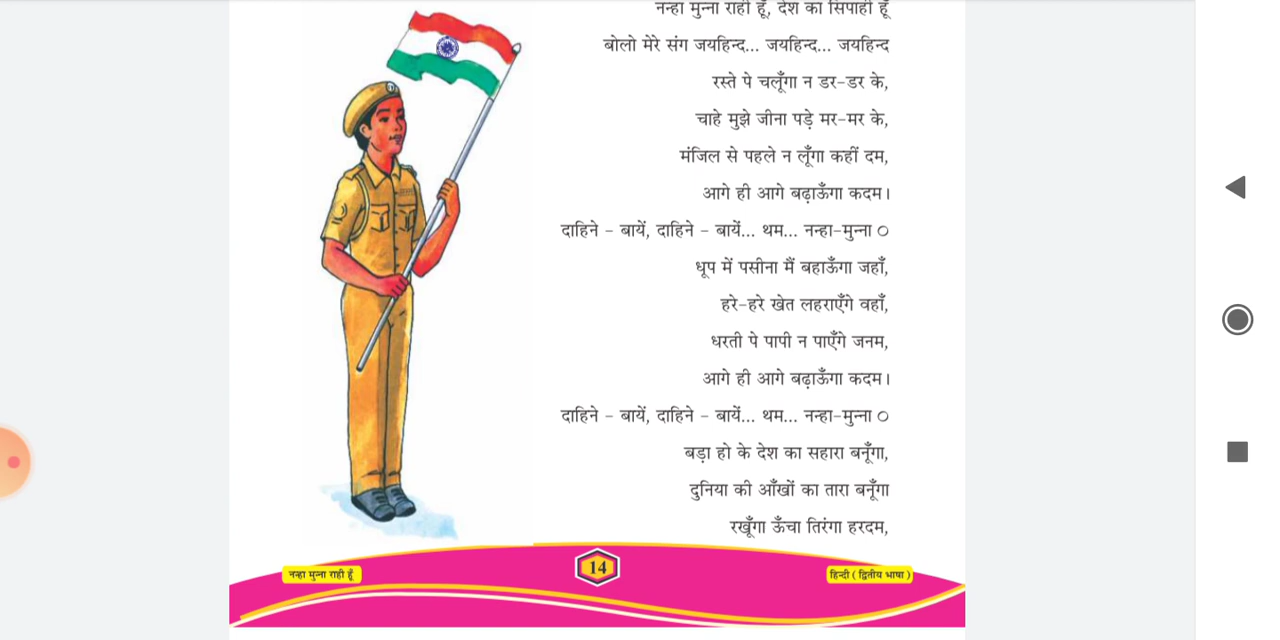 नन्हा मुन्ना राही हूँ, देश का सिपाही हूँ
बोलो मेरे संग जयहिन्द... जयहिन्द... जयहिन्द
रस्ते पे चलूँगा न डर-डर के,
चाहे मुझे जीना पड़े मर-मर के,
मंजिल से पहले न लूँगा कहीं दम,
आगे ही आगे बढ़ाऊँगा कदम।
दाहिने - बायें, दाहिने - बायें... थम... नन्हा-मुन्ना ○
धूप में पसीना मैं बहाऊँगा जहाँ,
हरे-हरे खेत लहराएँगे वहाँ,
धरती पे पापी न पाएँगे जनम,
आगे ही आगे बढ़ाऊँगा कदम।
दाहिने - बायें, दाहिने - बायें... थम... नन्हा-मुन्ना ○
बड़ा हो के देश का सहारा बनूँगा,
दुनिया की आँखों का तारा बनूँगा
रखूँगा ऊँचा तिरंगा हरदम,
नन्हा मुन्ना राही हूँ
14
हिन्दी ( द्वितीय भाषा )